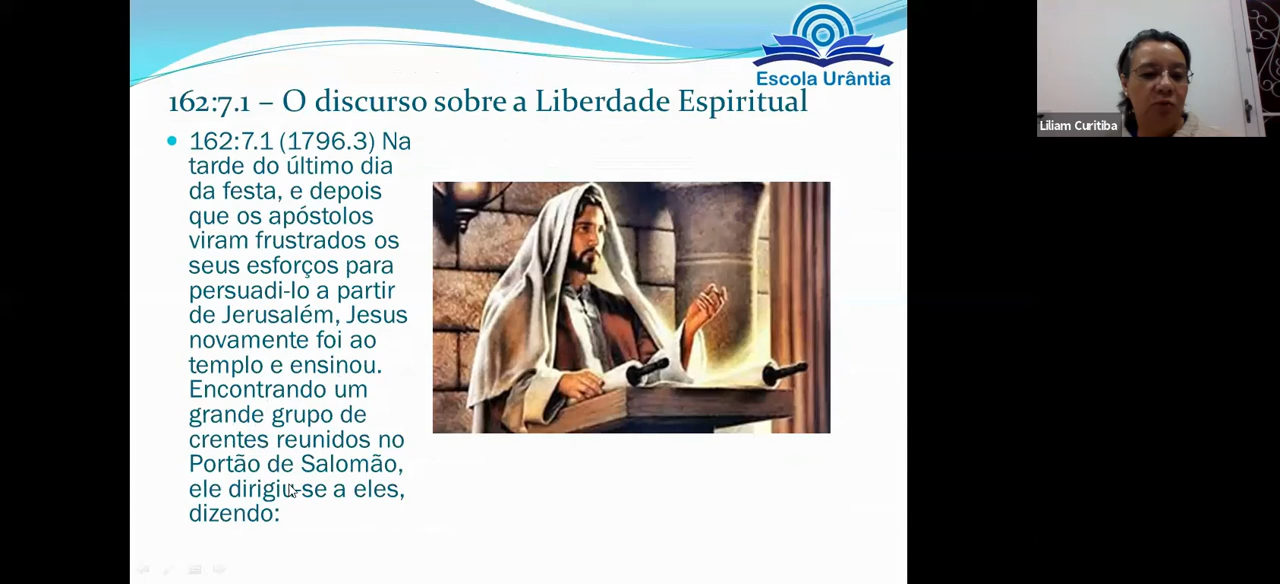 Escola Urântia
162:7.1 – O discurso sobre a Liberdade Espiritual
• 162:7.1 (1796.3) Na
tarde do último dia
da festa, e depois
que os apóstolos
viram frustrados os
seus esforços para
persuadi-lo a partir
de Jerusalém, Jesus
novamente foi ao
templo e ensinou.
Encontrando um
grande grupo de
crentes reunidos no
Portão de Salomão,
ele dirigiu-se a eles,
dizendo:
Liliam Curitiba